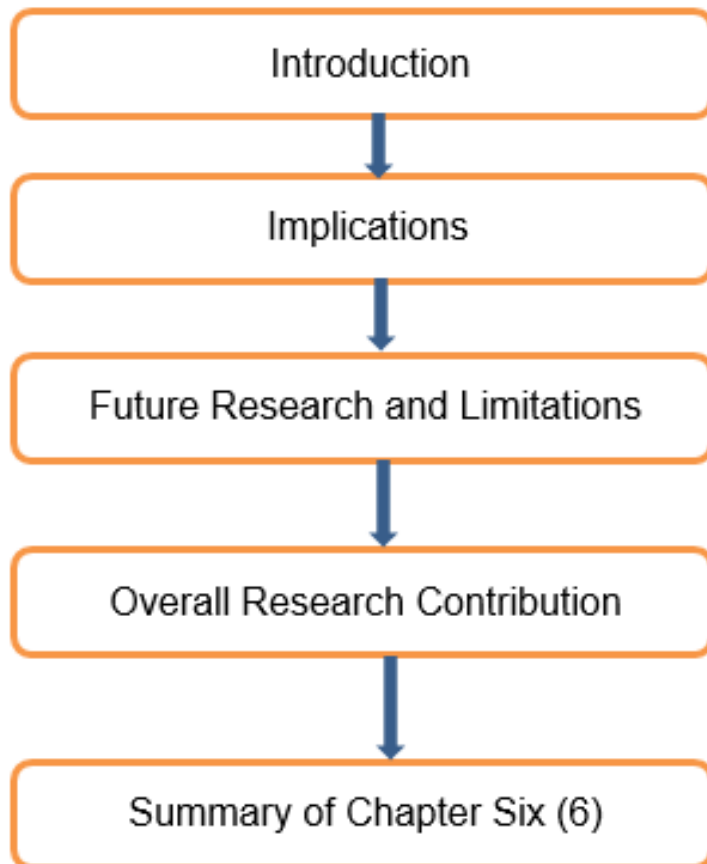 Introduction
Implications
Future Research and Limitations
Overall Research Contribution
Summary of Chapter Six (6)